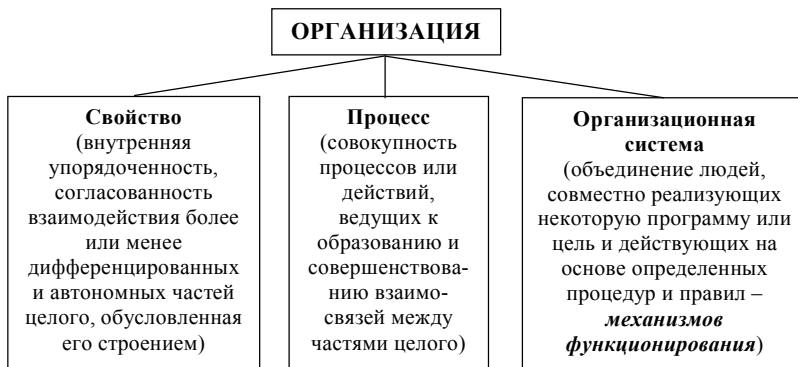 ОРГАНИЗАЦИЯ
Свойство
(внутренняя
упорядоченность,
согласованность
взаимодействия более
или менее
дифференцированных
и автономных частей
целого, обусловленная
его строением)
Процесс
(совокупность
процессов или
действий,
ведущих к
образованию и
совершенствова-
нию взаимо-
связей между
частями целого)
Организационная
система
(объединение людей,
совместно реализующих
некоторую программу или
цель и действующих на
основе определенных
процедур и правил –
механизмов
функционирования)